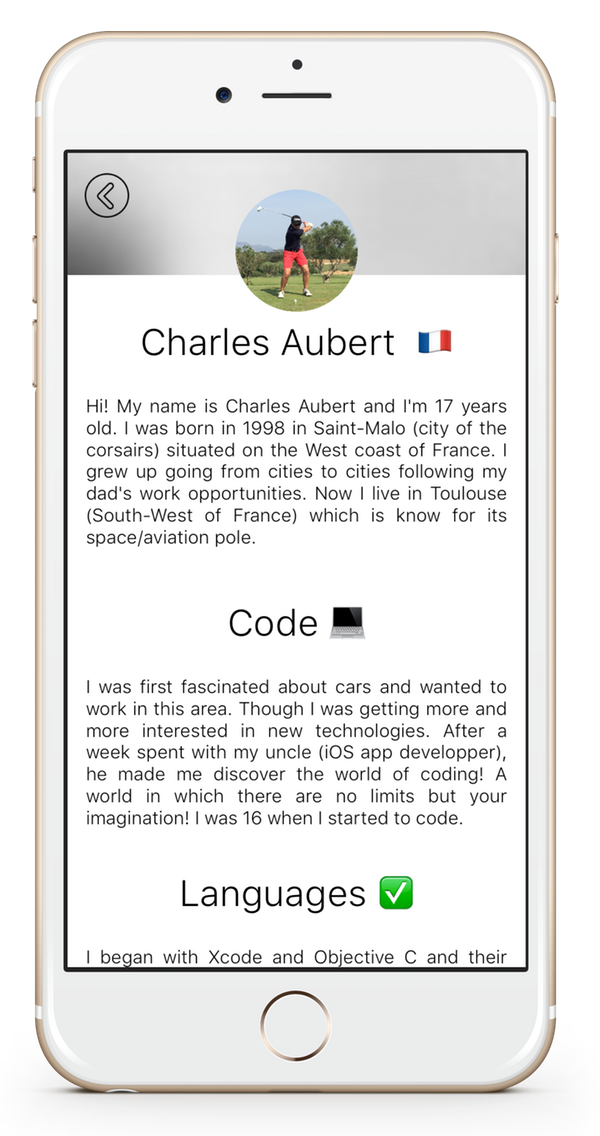 Charles Aubert 🇫🇷
Hi! My name is Charles Aubert and I'm 17 years
old. I was born in 1998 in Saint-Malo (city of the
corsairs) situated on the West coast of France. I
grew up going from cities to cities following my
dad's work opportunities. Now I live in Toulouse
(South-West of France) which is know for its
space/aviation pole.
Code 💻
I was first fascinated about cars and wanted to
work in this area. Though I was getting more and
more interested in new technologies. After a
week spent with my uncle (iOS app developper),
he made me discover the world of coding! A
world in which there are no limits but your
imagination! I was 16 when I started to code.
Languages ✅
I began with Xcode and Objective C and their